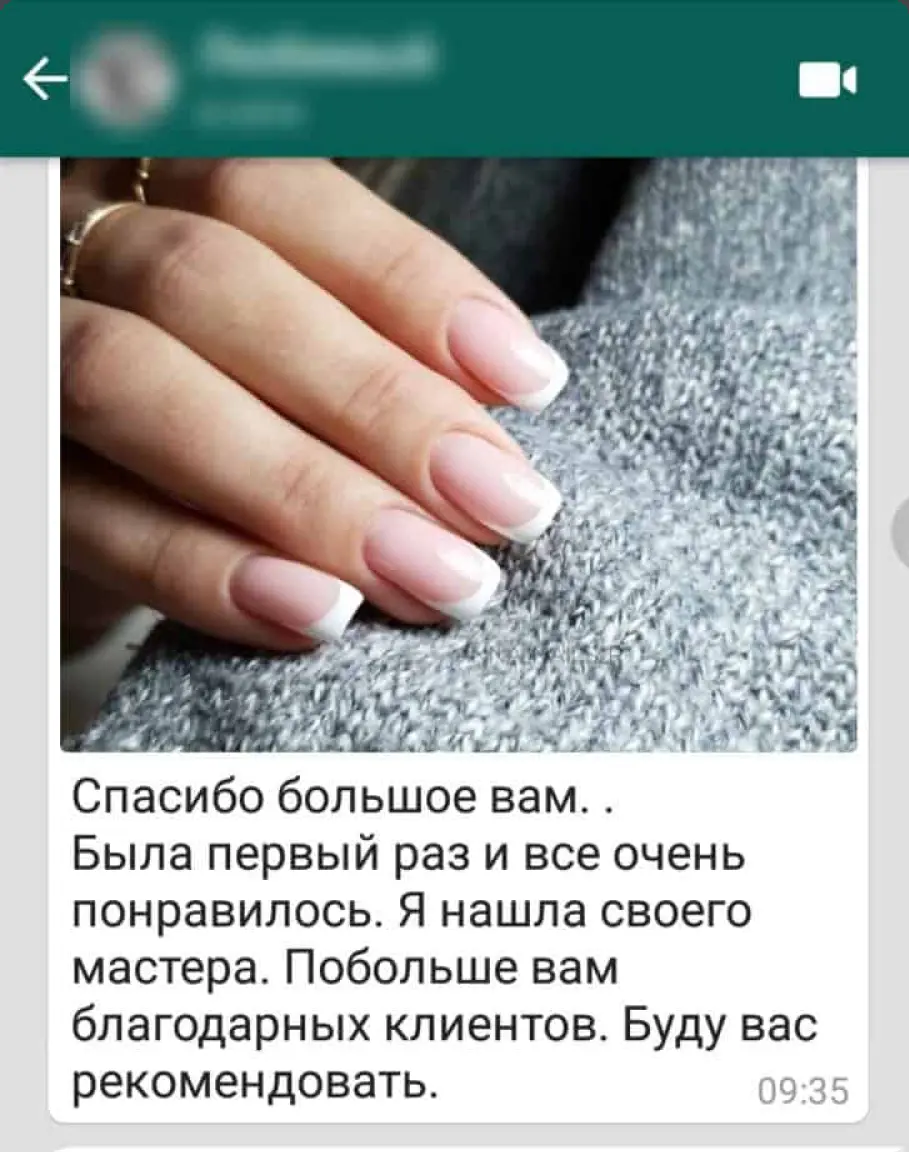 Спасибо большое вам. .
Была первый раз и все очень
понравилось. Я нашла своего
мастера. Побольше вам
благодарных клиентов. Буду вас
рекомендовать.
09:35